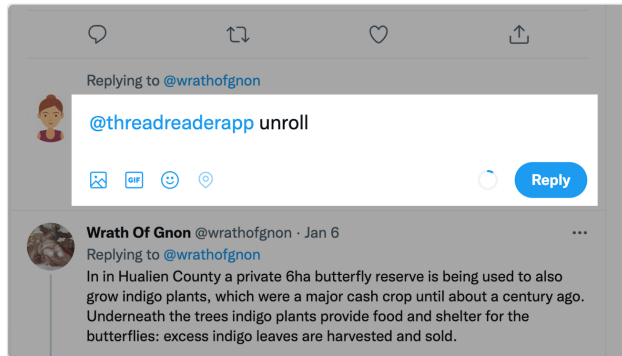 Replying to @wrathofgnon
@threadreaderapp unroll
GIF
Reply
Wrath Of Gnon @wrathofgnon · Jan 6
Replying to @wrathofgnon
In in Hualien County a private 6ha butterfly reserve is being used to also
grow indigo plants, which were a major cash crop until about a century ago.
Underneath the trees indigo plants provide food and shelter for the
butterflies: excess indigo leaves are harvested and sold.